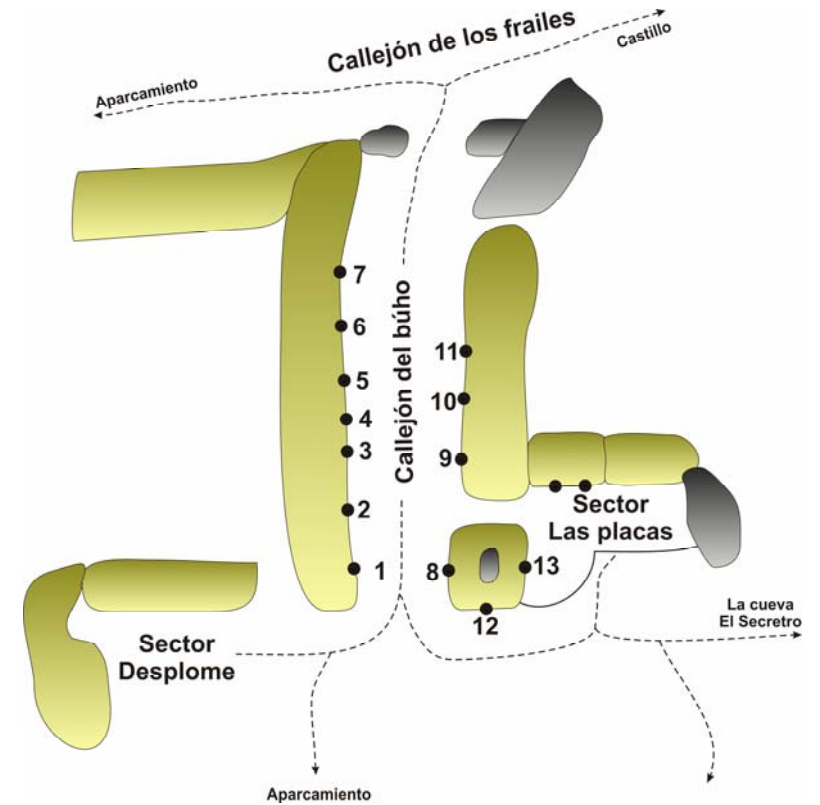 Callejón de los frailes
Castillo
Aparcamiento
7
Callejón del búho
6
11
5
10
4
3
9
2
Sector
Las placas
1
8
13
La cueva
El Secretro
12
Sector
Desplome
Aparcamiento